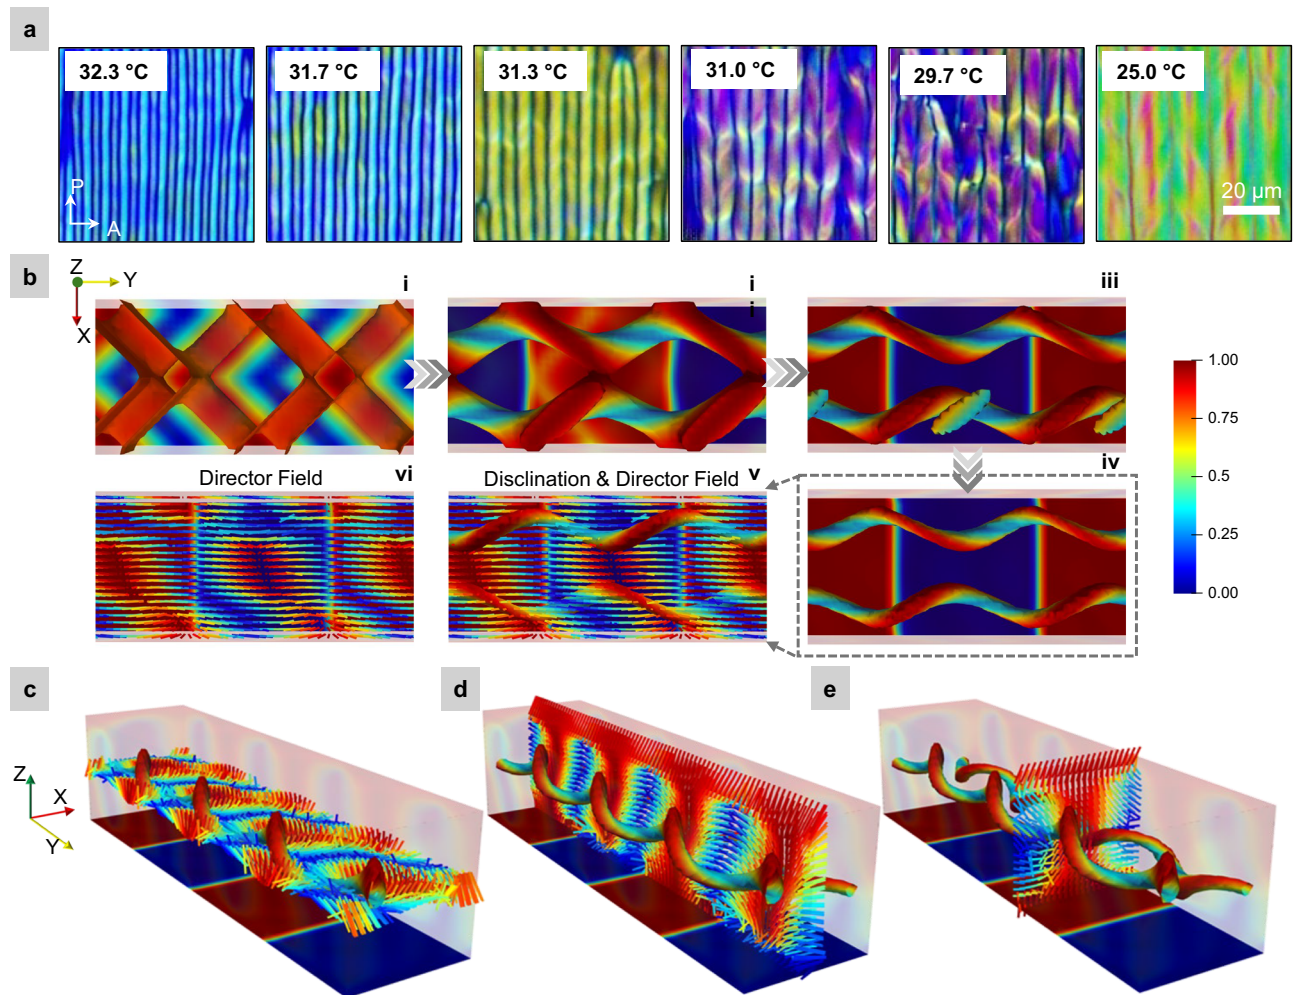 a
32.3 °C
31.7 °C
31.3 °C
31.0 °C
29.7 °C
25.0 °C
P
A
20 µm
b
Z
Y
X
i
i
i
iii
1.00
0.75
0.5
0.25
0.00
Director Field
vi
Disclination & Director Field
v
iv
c
d
e
Z
X
Y